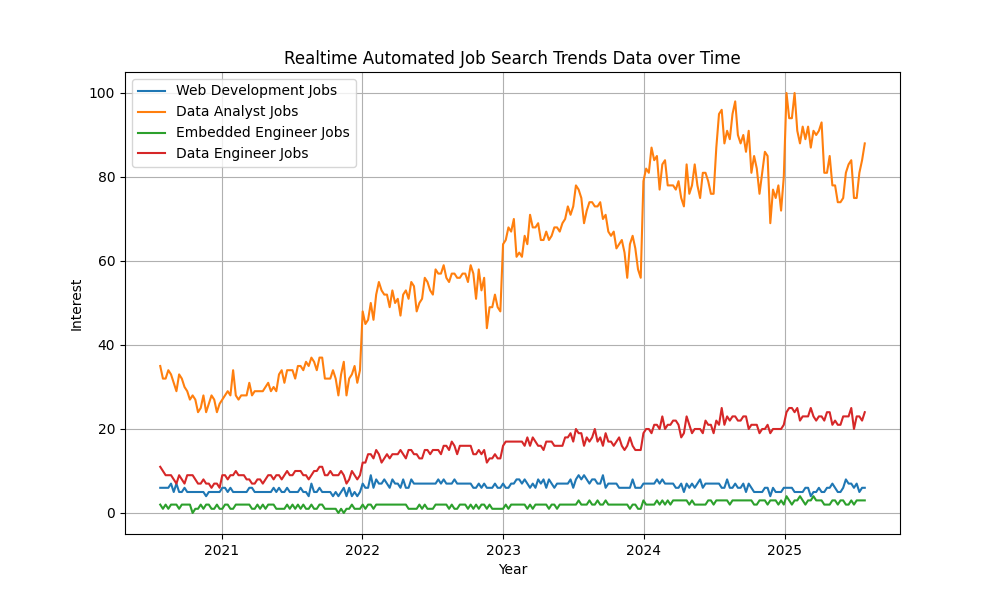 Realtime Automated Job Search Trends Data over Time
Web Development Jobs
Data Analyst Jobs
Embedded Engineer Jobs
Data Engineer Jobs
100
80
60
40
20
0
Interest
2021 2022 2023 2024 2025
Year